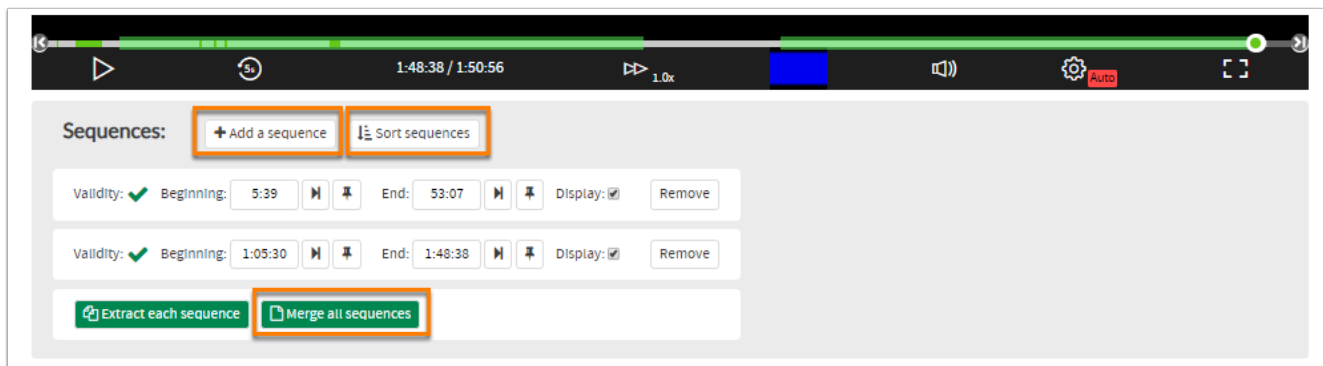 5s 1:48:38 / 1:50:56 1.0x Auto
Sequences: Add a sequence Sort sequences
Validity: Beginning: 5:39 End: 53:07 Display: Remove
Validity: Beginning: 1:05:30 End: 1:48:38 Display: Remove
Extract each sequence Merge all sequences